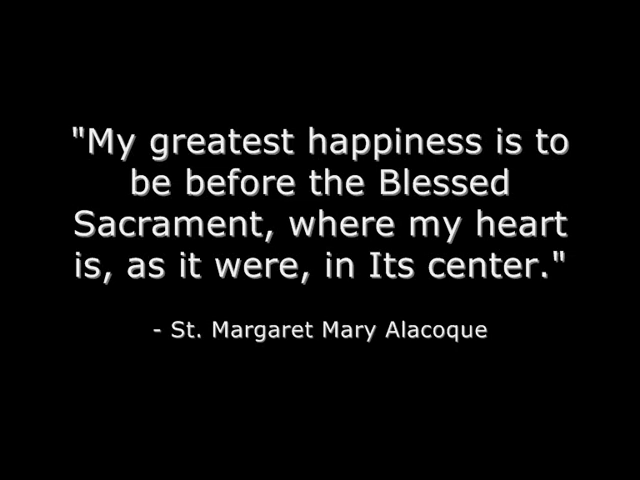 "My greatest happiness is to
be before the Blessed
Sacrament, where my heart
is, as it were, in Its center."
- St. Margaret Mary Alacoque